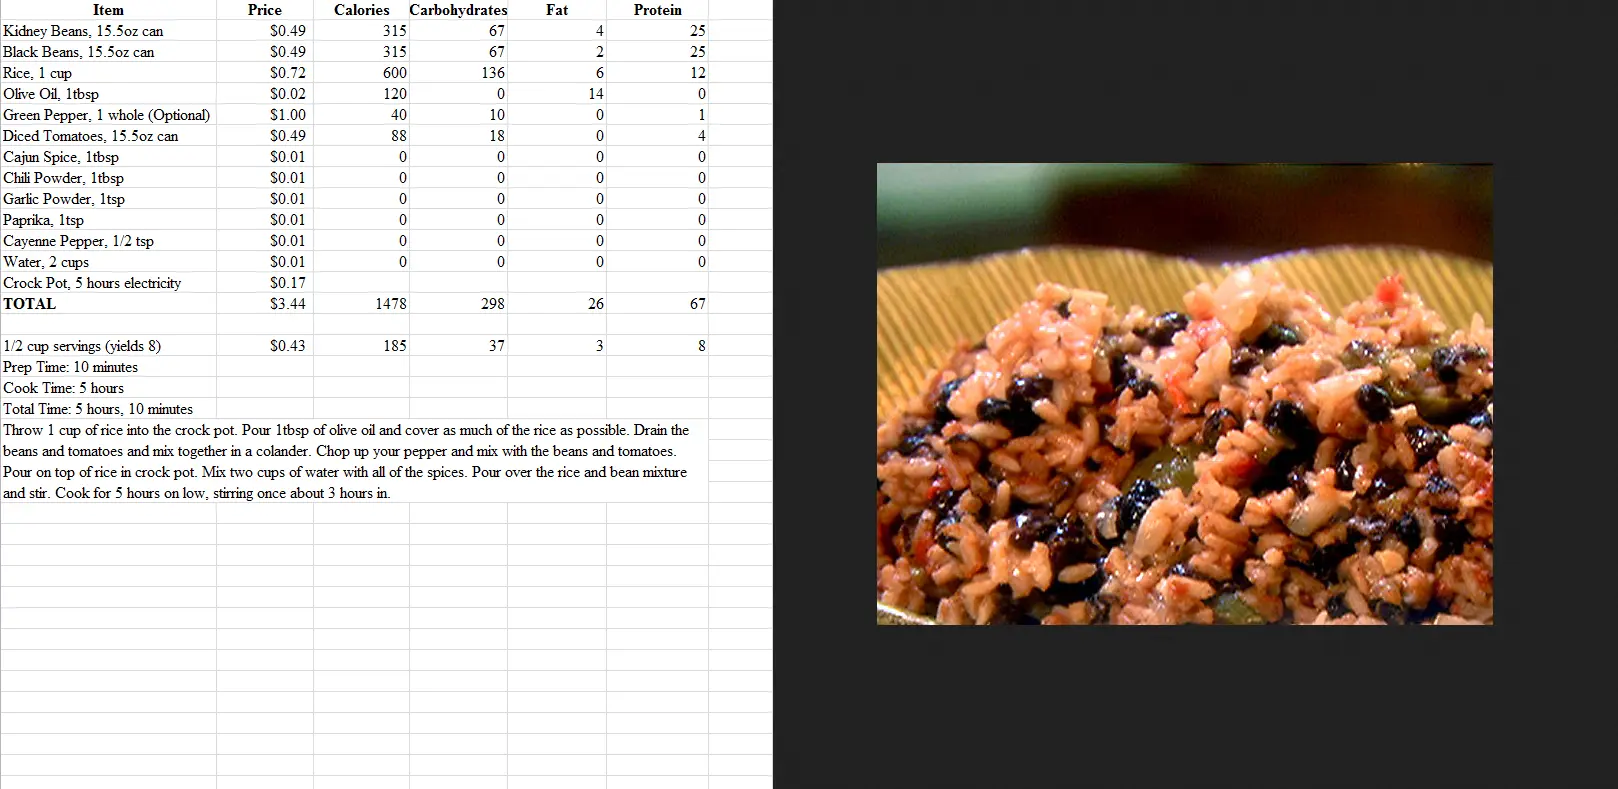 Item Price Calories Carbohydrates Fat Protein
Kidney Beans, 15.5oz can $0.49 315 67 4 25
Black Beans, 15.5oz can $0.49 315 67 2 25
Rice, 1 cup $0.72 600 136 6 12
Olive Oil, 1tbsp $0.02 120 0 14 0
Green Pepper, 1 whole (Optional) $1.00 40 10 0 1
Diced Tomatoes, 15.5oz can $0.49 88 18 0 4
Cajun Spice, 1tbsp $0.01 0 0 0 0
Chili Powder, 1tbsp $0.01 0 0 0 0
Garlic Powder, 1tsp $0.01 0 0 0 0
Paprika, 1tsp $0.01 0 0 0 0
Cayenne Pepper, 1/2 tsp $0.01 0 0 0 0
Water, 2 cups $0.01 0 0 0 0
Crock Pot, 5 hours electricity $0.17
TOTAL $3.44 1478 298 26 67
1/2 cup servings (yields 8) $0.43 185 37 3 8
Prep Time: 10 minutes
Cook Time: 5 hours
Total Time: 5 hours, 10 minutes
Throw 1 cup of rice into the crock pot. Pour 1tbsp of olive oil and cover as much of the rice as possible. Drain the
beans and tomatoes and mix together in a colander. Chop up your pepper and mix with the beans and tomatoes.
Pour on top of rice in crock pot. Mix two cups of water with all of the spices. Pour over the rice and bean mixture
and stir. Cook for 5 hours on low, stirring once about 3 hours in.